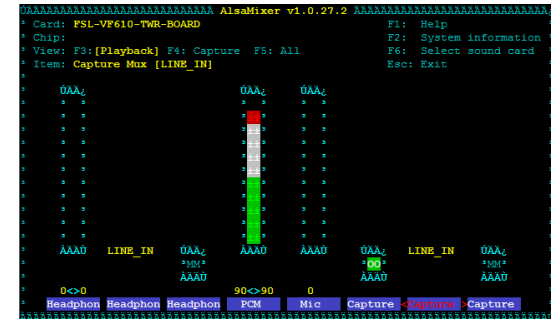 AlsaMixer v1.0.27.2
Card: FSL-VF610-TWR-BOARD F1: Help
Chip: F2: System information
View: F3:[Playback] F4: Capture F5: All F6: Select sound card
Item: Capture Mux [LINE_IN] Esc: Exit
LINE_IN MM OO LINE_IN MM
0<>0 90<>90 0
Headphon Headphon Headphon PCM Mic Capture <Capture >Capture